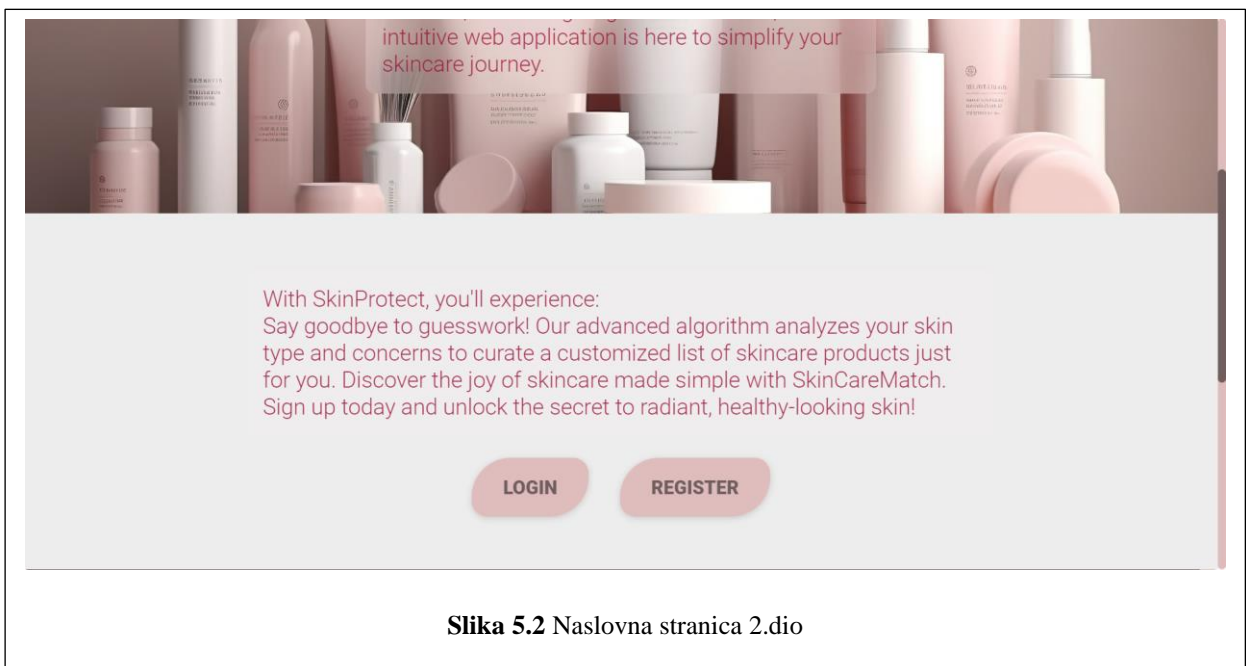 intuitive web application is here to simplify your
skincare journey.
With SkinProtect, you'll experience:
Say goodbye to guesswork! Our advanced algorithm analyzes your skin
type and concerns to curate a customized list of skincare products just
for you. Discover the joy of skincare made simple with SkinCareMatch.
Sign up today and unlock the secret to radiant, healthy-looking skin!
LOGIN REGISTER
Slika 5.2 Naslovna stranica 2.dio